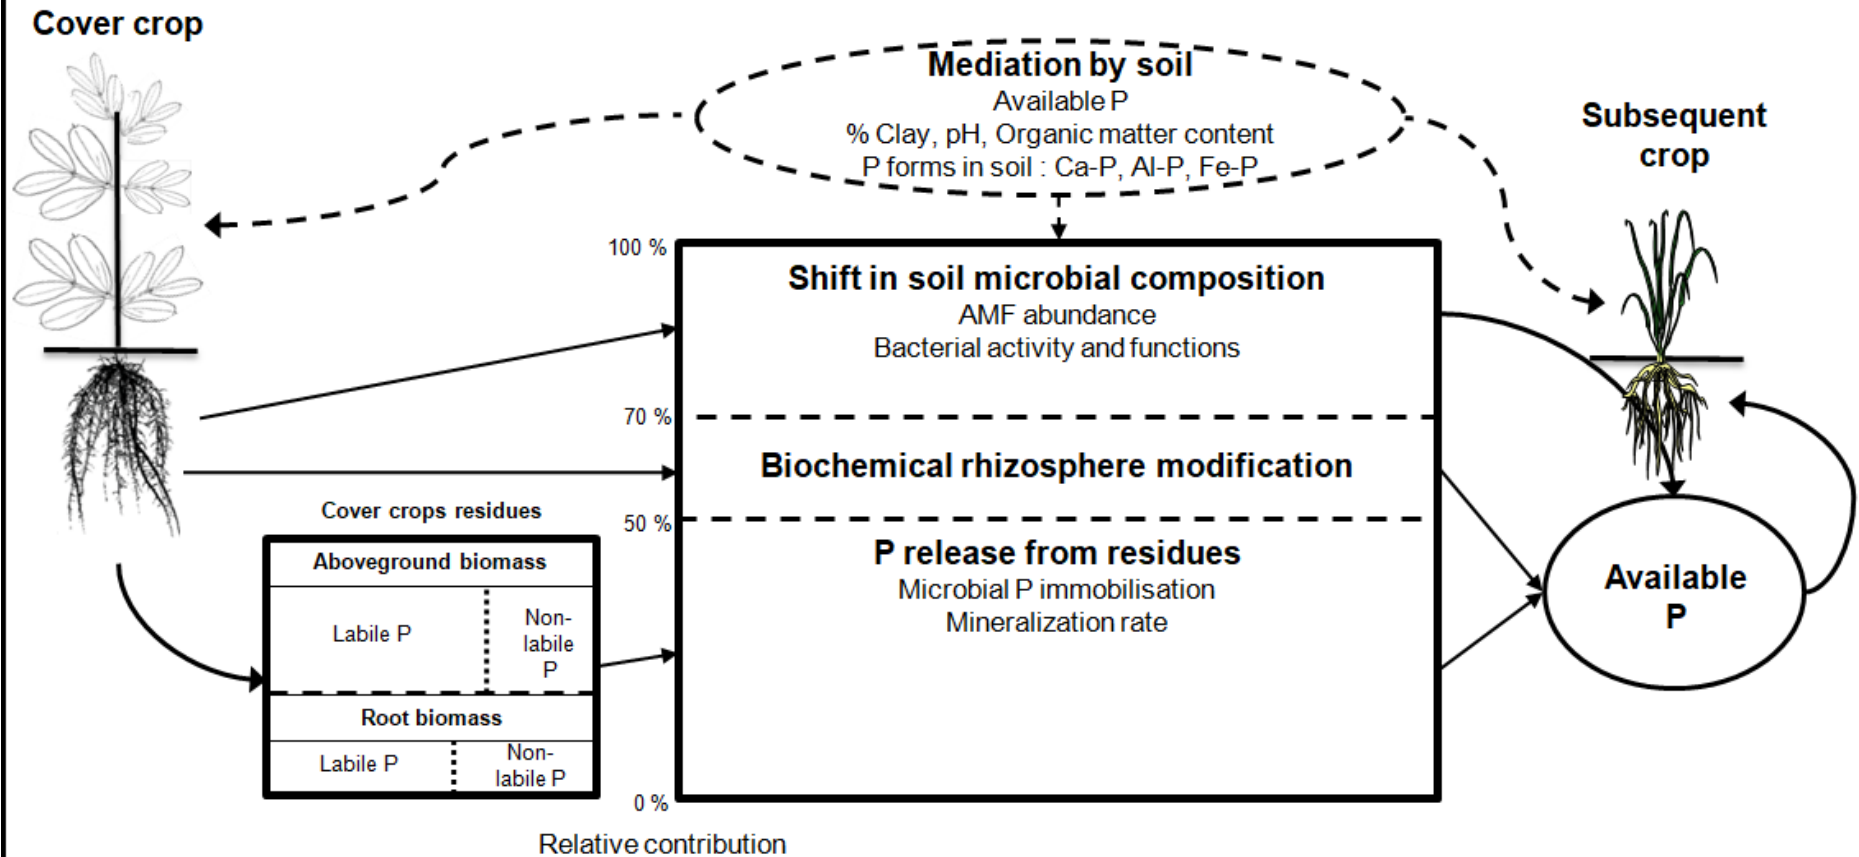 Cover crop
Mediation by soil
Available P
% Clay, pH, Organic matter content
P forms in soil : Ca-P, Al-P, Fe-P
Subsequent
crop
100 %
Shift in soil microbial composition
AMF abundance
Bacterial activity and functions
70 %
Biochemical rhizosphere modification
50 %
P release from residues
Microbial P immobilisation
Mineralization rate
0 %
Relative contribution
Cover crops residues
Aboveground biomass
Labile P
Non-
labile
P
Root biomass
Labile P
Non-
labile P
Available
P